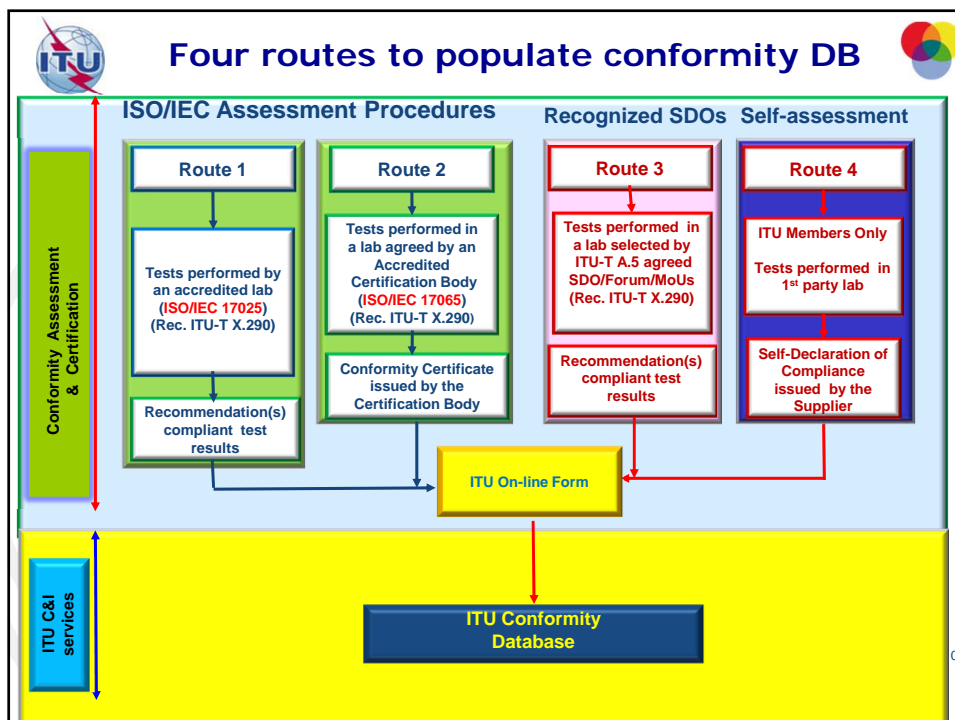 ITU
Four routes to populate conformity DB
ISO/IEC Assessment Procedures
Recognized SDOs
Self-assessment
Conformity Assessment
& Certification
Route 1
Tests performed by
an accredited lab
(ISO/IEC 17025)
(Rec. ITU-T X.290)
Recommendation(s)
compliant test
results
Route 2
Tests performed in
a lab agreed by an
Accredited
Certification Body
(ISO/IEC 17065)
(Rec. ITU-T X.290)
Conformity Certificate
issued by the
Certification Body
Route 3
Tests performed in
a lab selected by
ITU-T A.5 agreed
SDO/Forum/MoUs
(Rec. ITU-T X.290)
Recommendation(s)
compliant test
results
Route 4
ITU Members Only
Tests performed in
1st party lab
Self-Declaration of
Compliance
issued by the
Supplier
ITU On-line Form
ITU C&I
services
ITU Conformity
Database